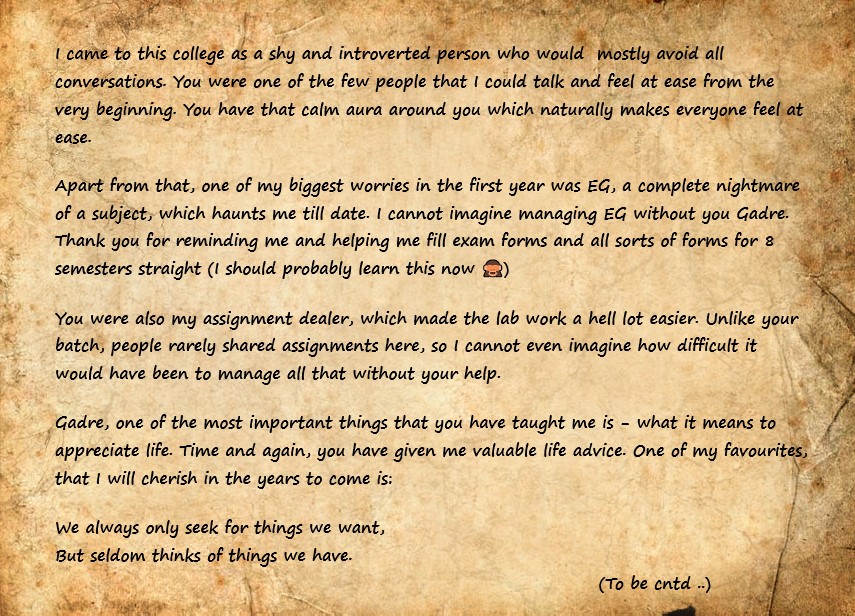 I came to this college as a shy and introverted person who would mostly avoid all
conversations. You were one of the few people that I could talk and feel at ease from the
very beginning. You have that calm aura around you which naturally makes everyone feel at
ease.
Apart from that, one of my biggest worries in the first year was EG, a complete nightmare
of a subject, which haunts me till date. I cannot imagine managing EG without you Gadre.
Thank you for reminding me and helping me fill exam forms and all sorts of forms for 8
semesters straight (I should probably learn this now 🙈)
You were also my assignment dealer, which made the lab work a hell lot easier. Unlike your
batch, people rarely shared assignments here, so I cannot even imagine how difficult it
would have been to manage all that without your help.
Gadre, one of the most important things that you have taught me is - what it means to
appreciate life. Time and again, you have given me valuable life advice. One of my favourites,
that I will cherish in the years to come is:
We always only seek for things we want,
But seldom thinks of things we have.
(To be cntd ..)